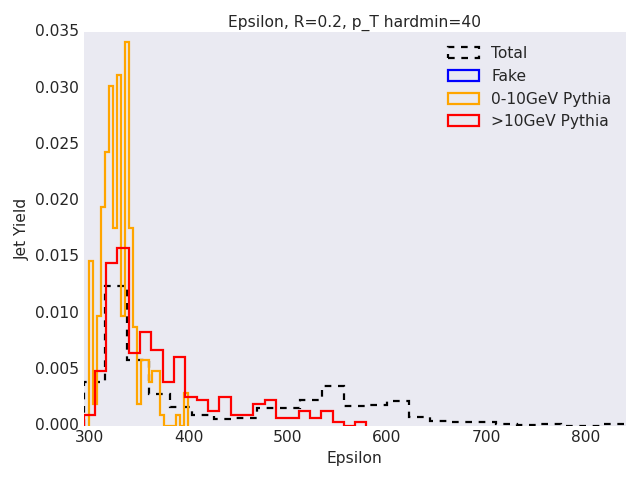 Epsilon, R=0.2, p_T hardmin=40
0.035
0.030
0.025
0.020
0.015
0.010
0.005
0.000
Jet Yield
Total
Fake
0-10GeV Pythia
>10GeV Pythia
300 400 500 600 700 800
Epsilon